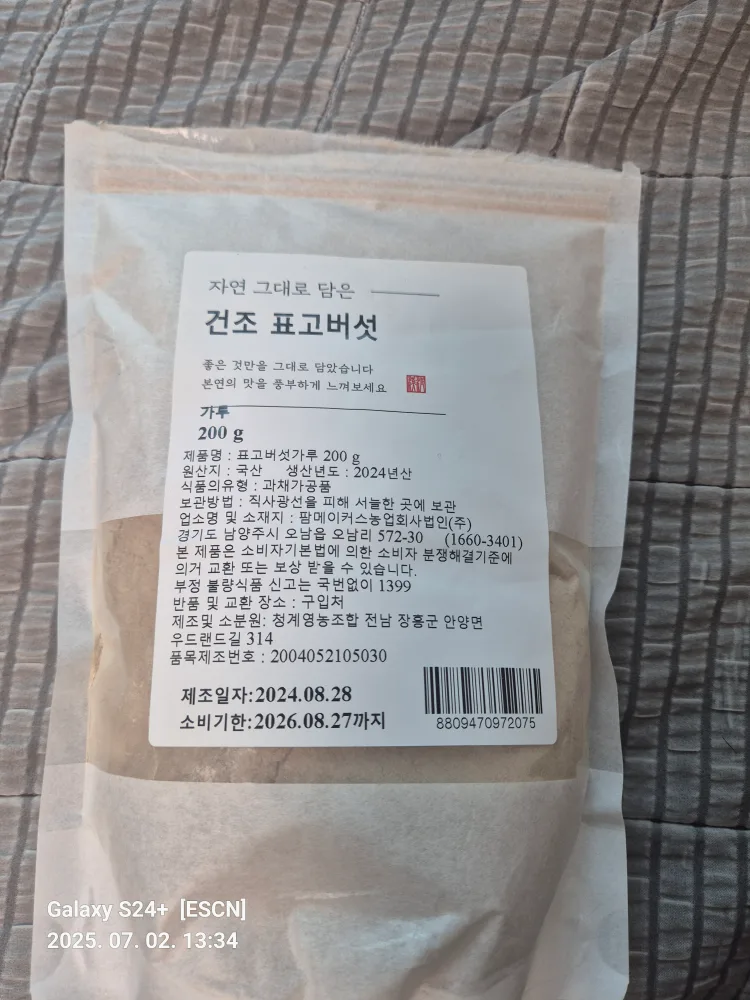 자연 그대로 담은
건조 표고버섯
좋은 것만을 그대로 담았습니다
본연의 맛을 풍부하게 느껴보세요
가루
200 g
제품명 : 표고버섯가루 200 g
원산지 : 국산 생산년도 : 2024년산
식품의유형 : 과채가공품
보관방법 : 직사광선을 피해 서늘한 곳에 보관
업소명 및 소재지 : 팜메이커스농업회사법인(주)
경기도 남양주시 오남읍 오남리 572-30 (1660-3401)
본 제품은 소비자기본법에 의한 소비자 분쟁해결기준에
의거 교환 또는 보상 받을 수 있습니다.
부정 불량식품 신고는 국번없이 1399
반품 및 교환 장소 : 구입처
제조및 소분원: 청계영농조합 전남 장흥군 안양면
우드랜드길 314
품목제조번호 : 2004052105030
제조일자:2024.08.28
소비기한:2026.08.27까지
8809470972075
Galaxy S24+ [ESCN]
2025. 07. 02. 13:34